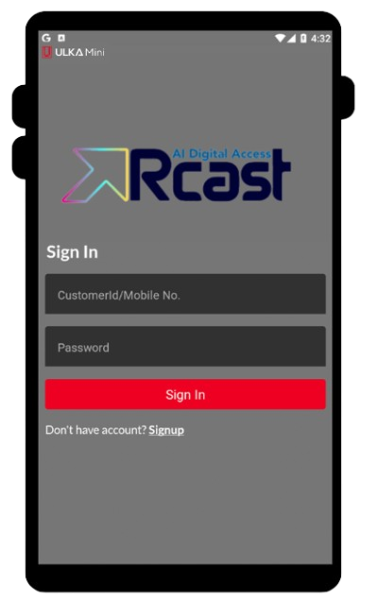 G 4:32
ULKA Mini
AI Digital Access
Rcast
Sign In
CustomerId/Mobile No.
Password
Sign In
Don't have account? Signup